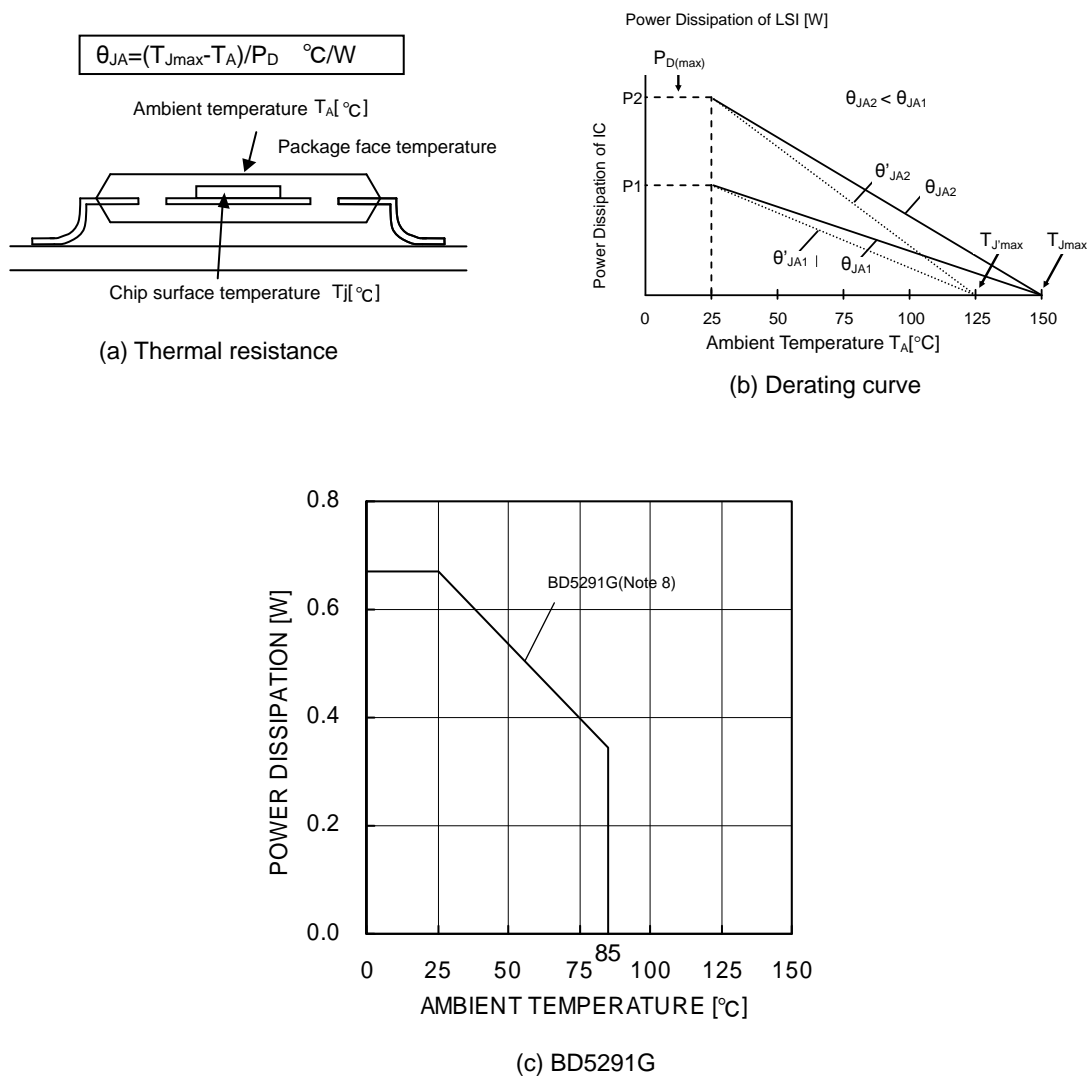 θJA=(TJmax-TA)/PD °C/W
Ambient temperature TA[°C]
Package face temperature
Chip surface temperature Tj[°C]
(a) Thermal resistance
Power Dissipation of LSI [W]
PD(max)
P2
θJA2 < θJA1
θ'JA2
θJA2
P1
θ'JA1
θJA1
TJ'max
TJmax
Power Dissipation of IC
0 25 50 75 100 125 150
Ambient Temperature TA[°C]
(b) Derating curve
0.8
0.6
0.4
0.2
0.0
BD5291G(Note 8)
POWER DISSIPATION [W]
85
0 25 50 75 100 125 150
AMBIENT TEMPERATURE [°C]
(c) BD5291G